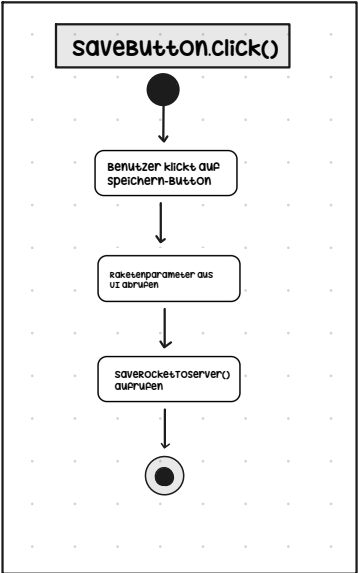 saveButton.click()
Benutzer klickt auf
Speichern-Button
Raketenparameter aus
UI abrufen
saveRocketToServer()
aufrufen